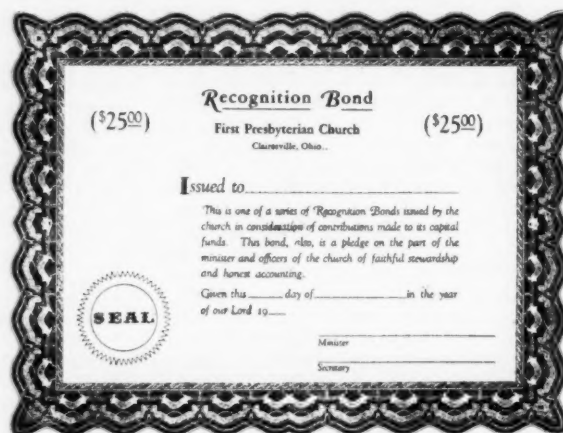 Recognition Bond
($25.00) ($25.00)
First Presbyterian Church
Ohio..
Issued to
This is one of a series of Recognition Bonds issued by the
church in consideration of contributions made to its capital
funds. This bond, also, is a pledge on the part of the
minister and officers of the church of faithful stewardship
and honest accounting.
Given this day of in the year
of our Lord 19
SEAL
Minister
Secretary